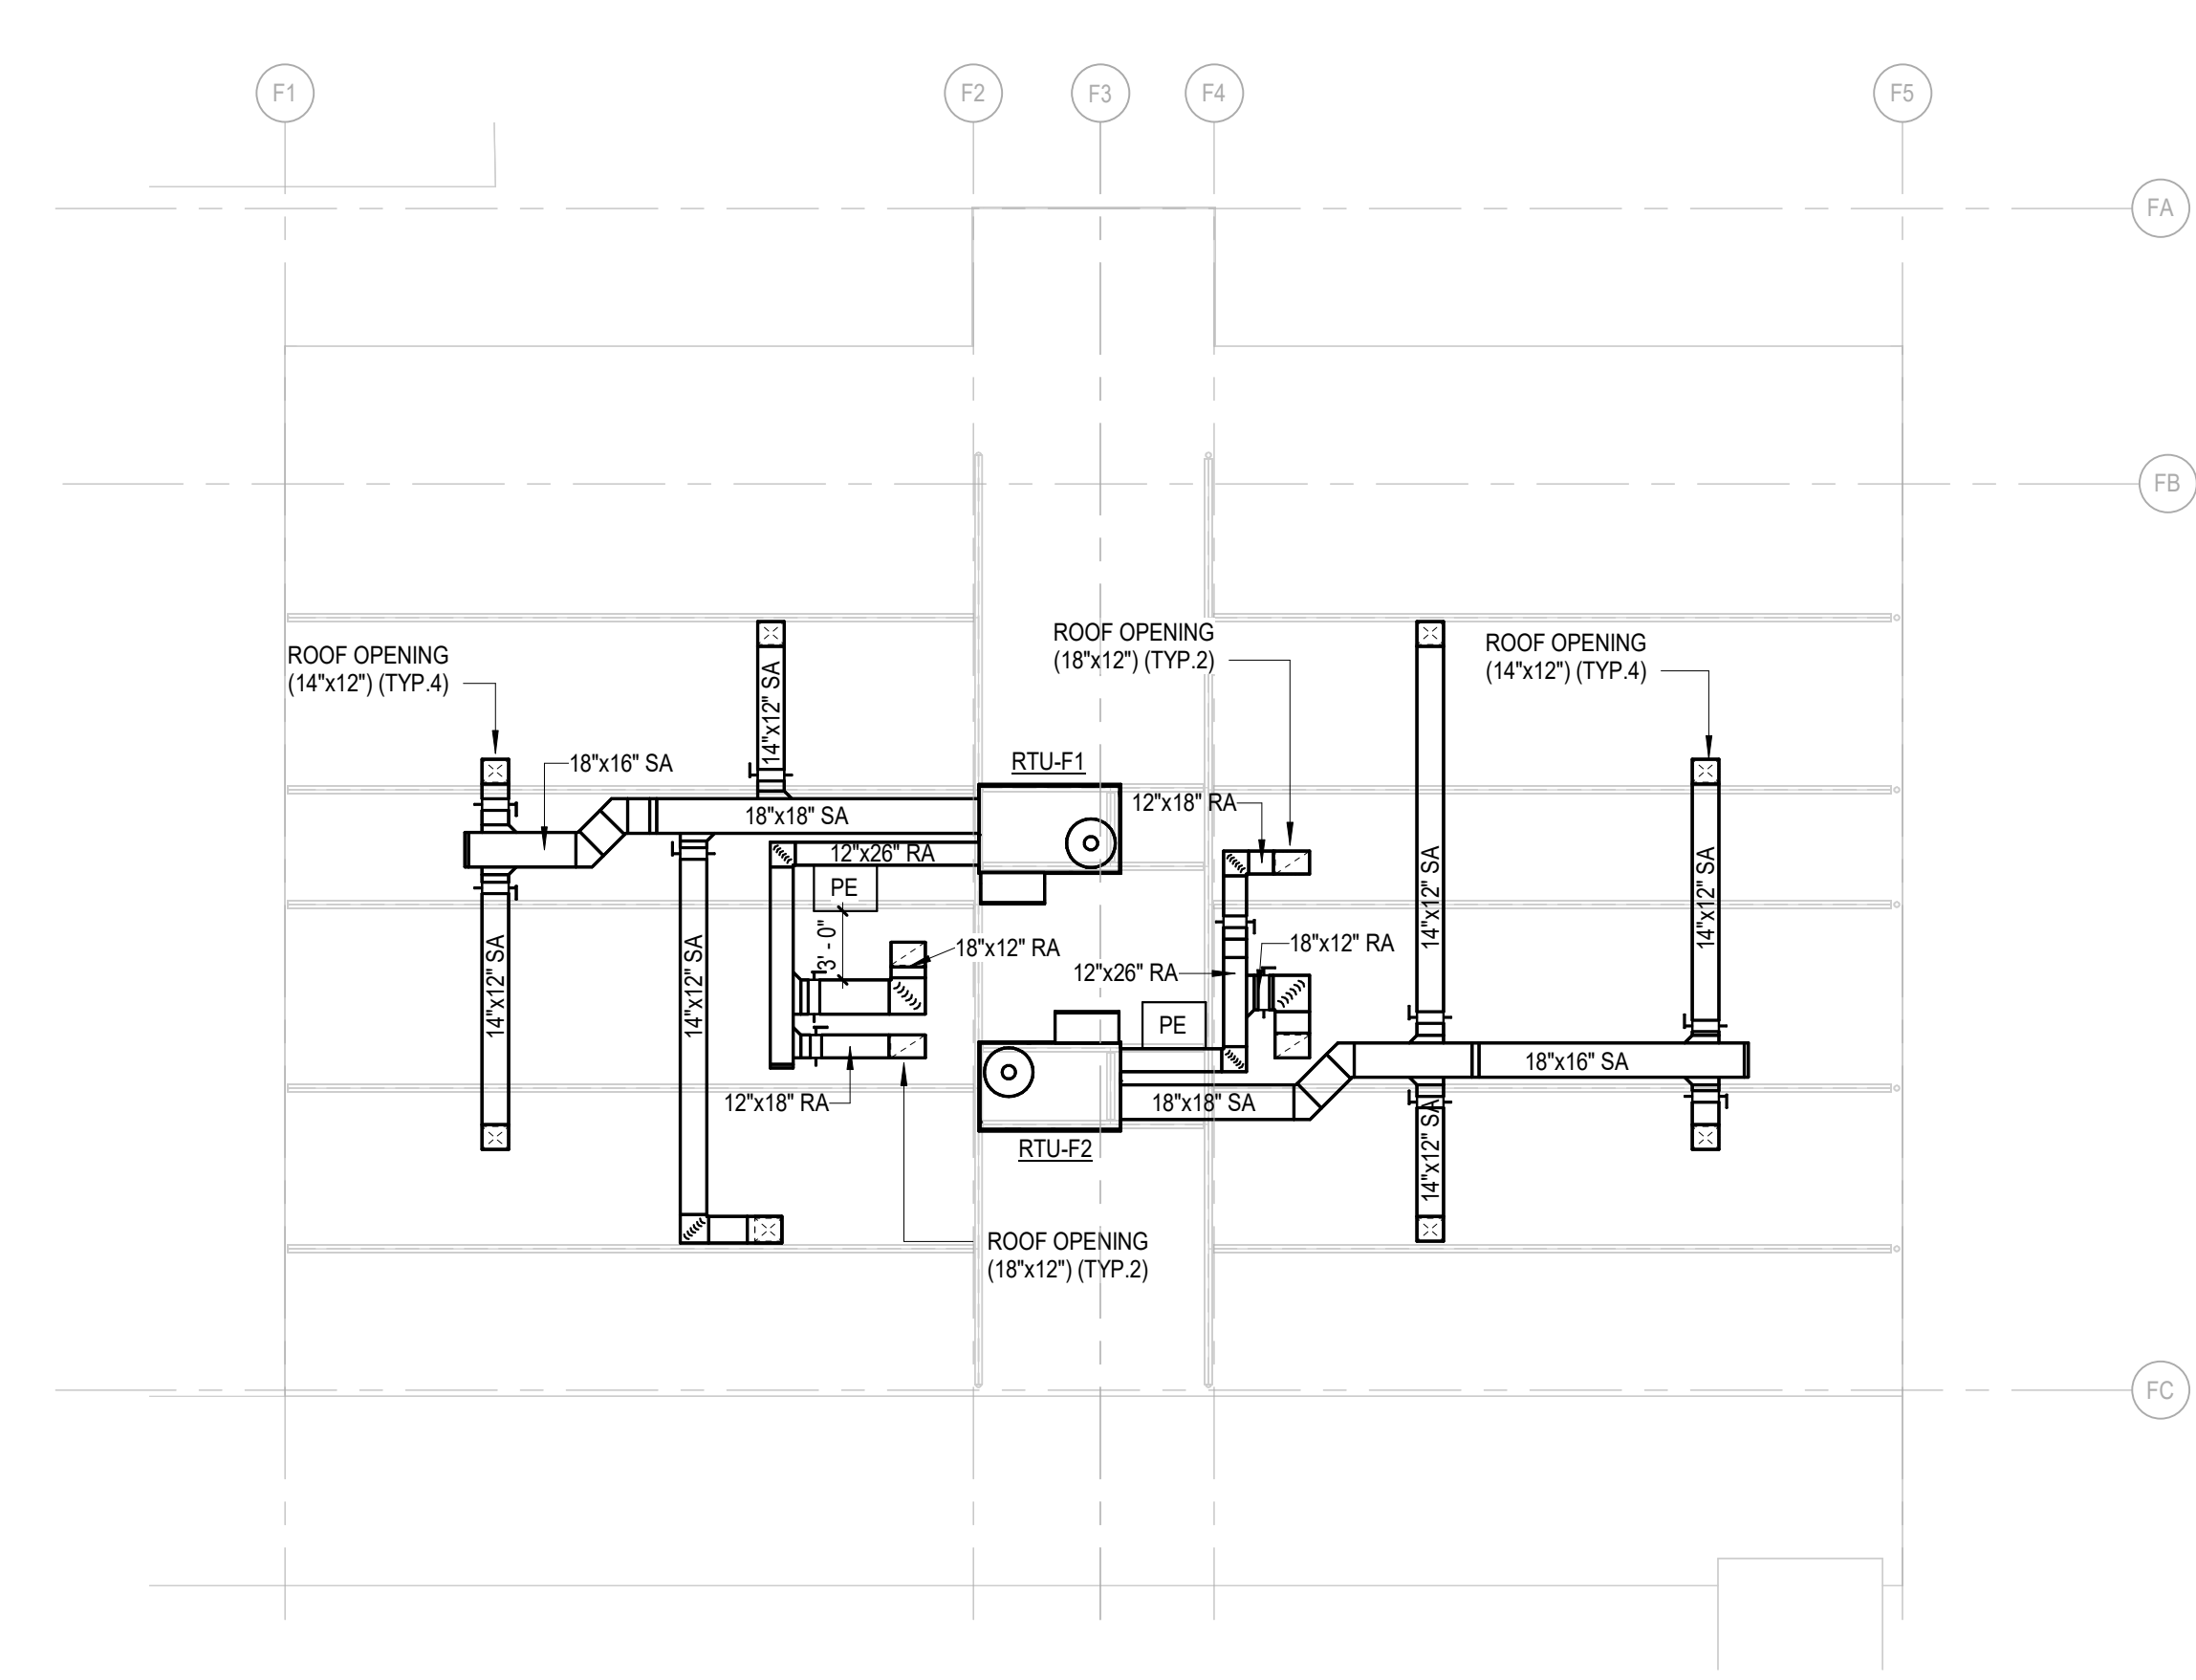 F1
F2
F3
F4
F5
FA
FB
FC
ROOF OPENING
(14"x12") (TYP.4)
18"x16" SA
14"x12" SA
18"x18" SA
12"x26" RA
PE
3' - 0"
14"x12" SA
14"x12" SA
18"x12" RA
12"x18" RA
RTU-F1
ROOF OPENING
(18"x12") (TYP.2)
12"x18" RA
12"x26" RA
18"x12" RA
PE
RTU-F2
18"x18" SA
ROOF OPENING
(18"x12") (TYP.2)
ROOF OPENING
(14"x12") (TYP.4)
14"x12" SA
14"x12" SA
18"x16" SA
14"x12" SA